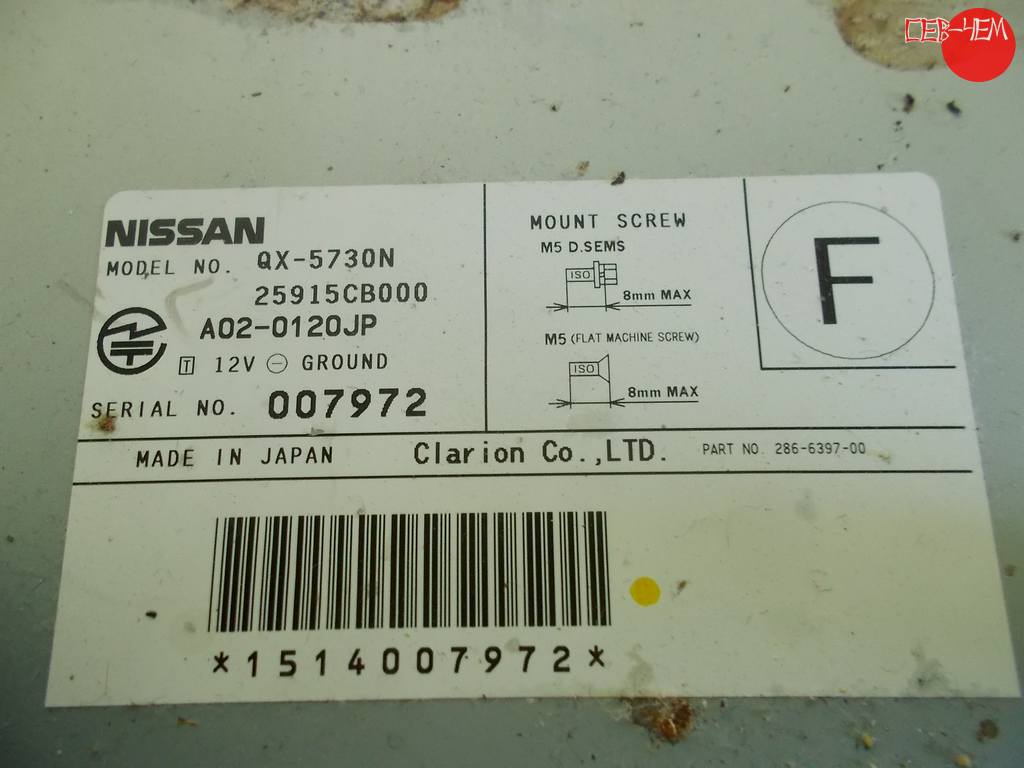 СЕВ-ЧЕМ
NISSAN
MODEL NO. QX-5730N
25915CB000
A02-0120JP
T 12V ⊖ GROUND
SERIAL NO. 007972
MOUNT SCREW
M5 D.SEMS
ISO
8mm MAX
M5 (FLAT MACHINE SCREW)
ISO
8mm MAX
F
MADE IN JAPAN Clarion Co.,LTD. PART NO. 286-6397-00
*1514007972*